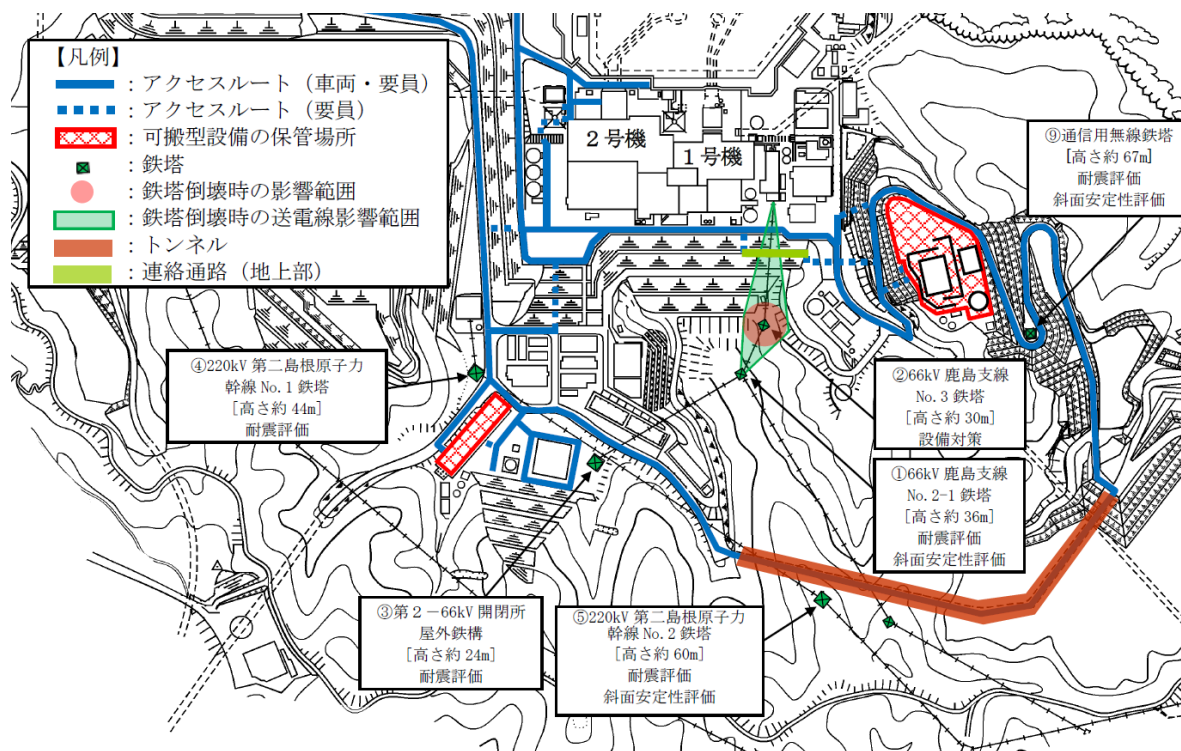 【凡例】
：アクセスルート（車両・要員）
：アクセスルート（要員）
：可搬型設備の保管場所
：鉄塔
：鉄塔倒壊時の影響範囲
：鉄塔倒壊時の送電線影響範囲
：トンネル
：連絡通路（地上部）
２号機
１号機
⑨通信用無線鉄塔
[高さ約 67m]
耐震評価
斜面安定性評価
④220kV 第二島根原子力
幹線 No.1 鉄塔
[高さ約 44m]
耐震評価
②66kV 鹿島支線
No.3 鉄塔
[高さ約 30m]
設備対策
①66kV 鹿島支線
No.2-1 鉄塔
[高さ約 36m]
耐震評価
斜面安定性評価
③第２－66kV 開閉所
屋外鉄構
[高さ約 24m]
耐震評価
⑤220kV 第二島根原子力
幹線 No.2 鉄塔
[高さ約 60m]
耐震評価
斜面安定性評価